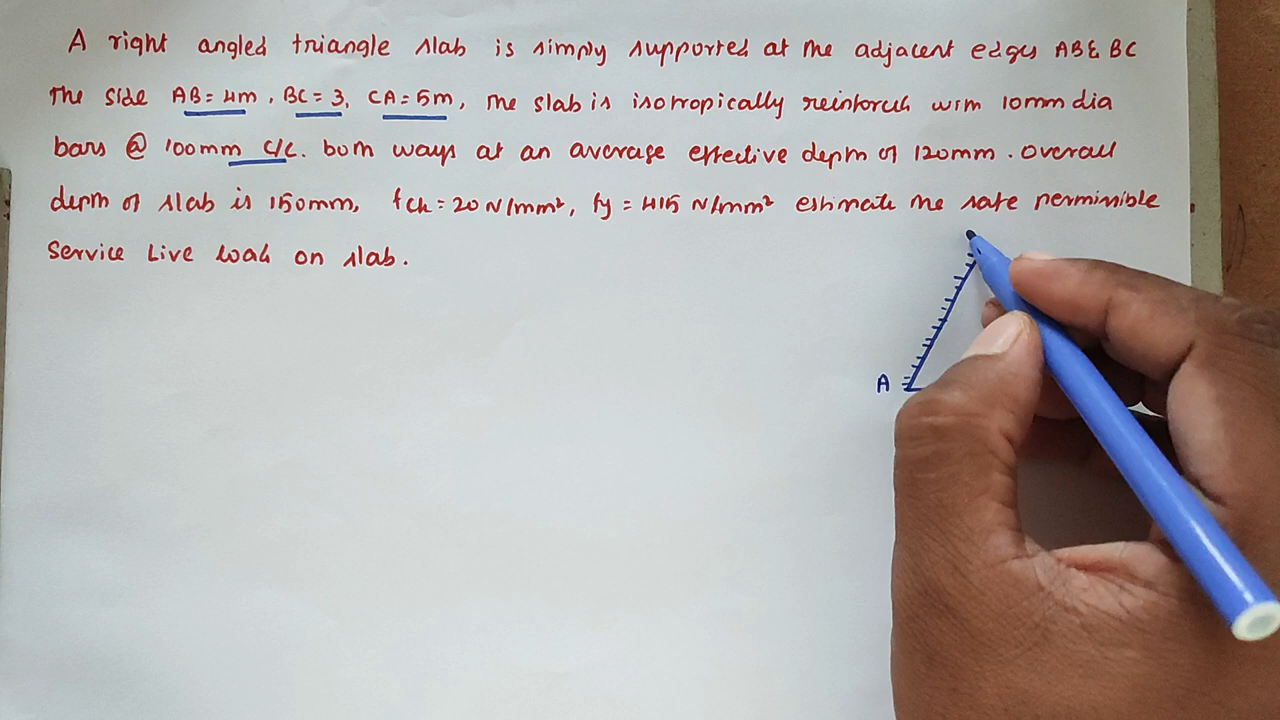 A right angled triangle slab is simply supported at the adjacent edges AB & BC
The side AB = 4m, BC = 3, CA = 5m, The slab is isotropically reinforch with 10mm dia
bars @ 100mm C/C. both ways at an average effective depth of 120mm. Overall
depth of slab is 150mm, fck = 20 N/mm², fy = 415 N/mm² estimate the safe permissible
Service Live load on slab.
A